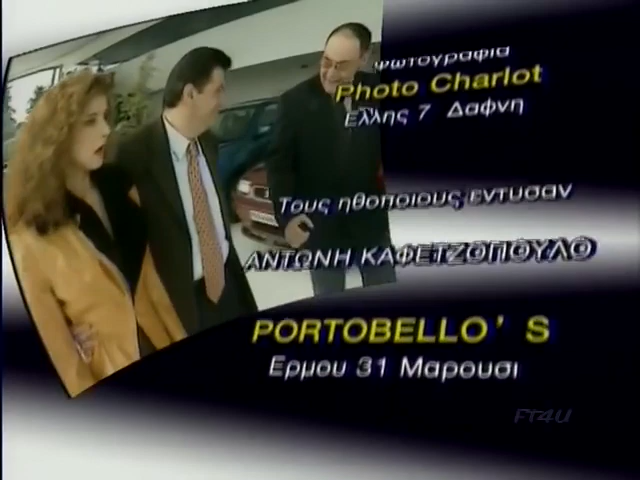 φωτογραφια
Photo Charlot
Ελλης 7 Δαφνη
Τους ηθοποιους εντυσαν
ΑΝΤΩΝΗ ΚΑΦΕΤΖΟΠΟΥΛΟ
PORTOBELLO' S
Ερμου 31 Μαρουσι
FT4U